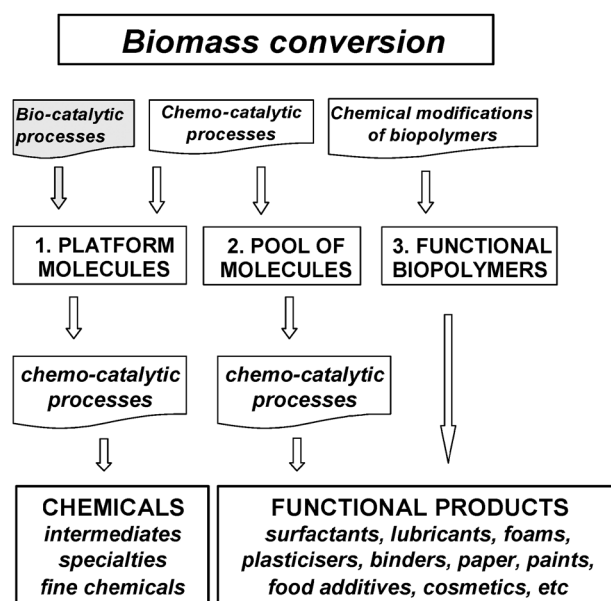 Biomass conversion
Bio-catalytic
processes
Chemo-catalytic
processes
Chemical modifications
of biopolymers
1. PLATFORM
MOLECULES
2. POOL OF
MOLECULES
3. FUNCTIONAL
BIOPOLYMERS
chemo-catalytic
processes
chemo-catalytic
processes
CHEMICALS
intermediates
specialties
fine chemicals
FUNCTIONAL PRODUCTS
surfactants, lubricants, foams,
plasticisers, binders, paper, paints,
food additives, cosmetics, etc